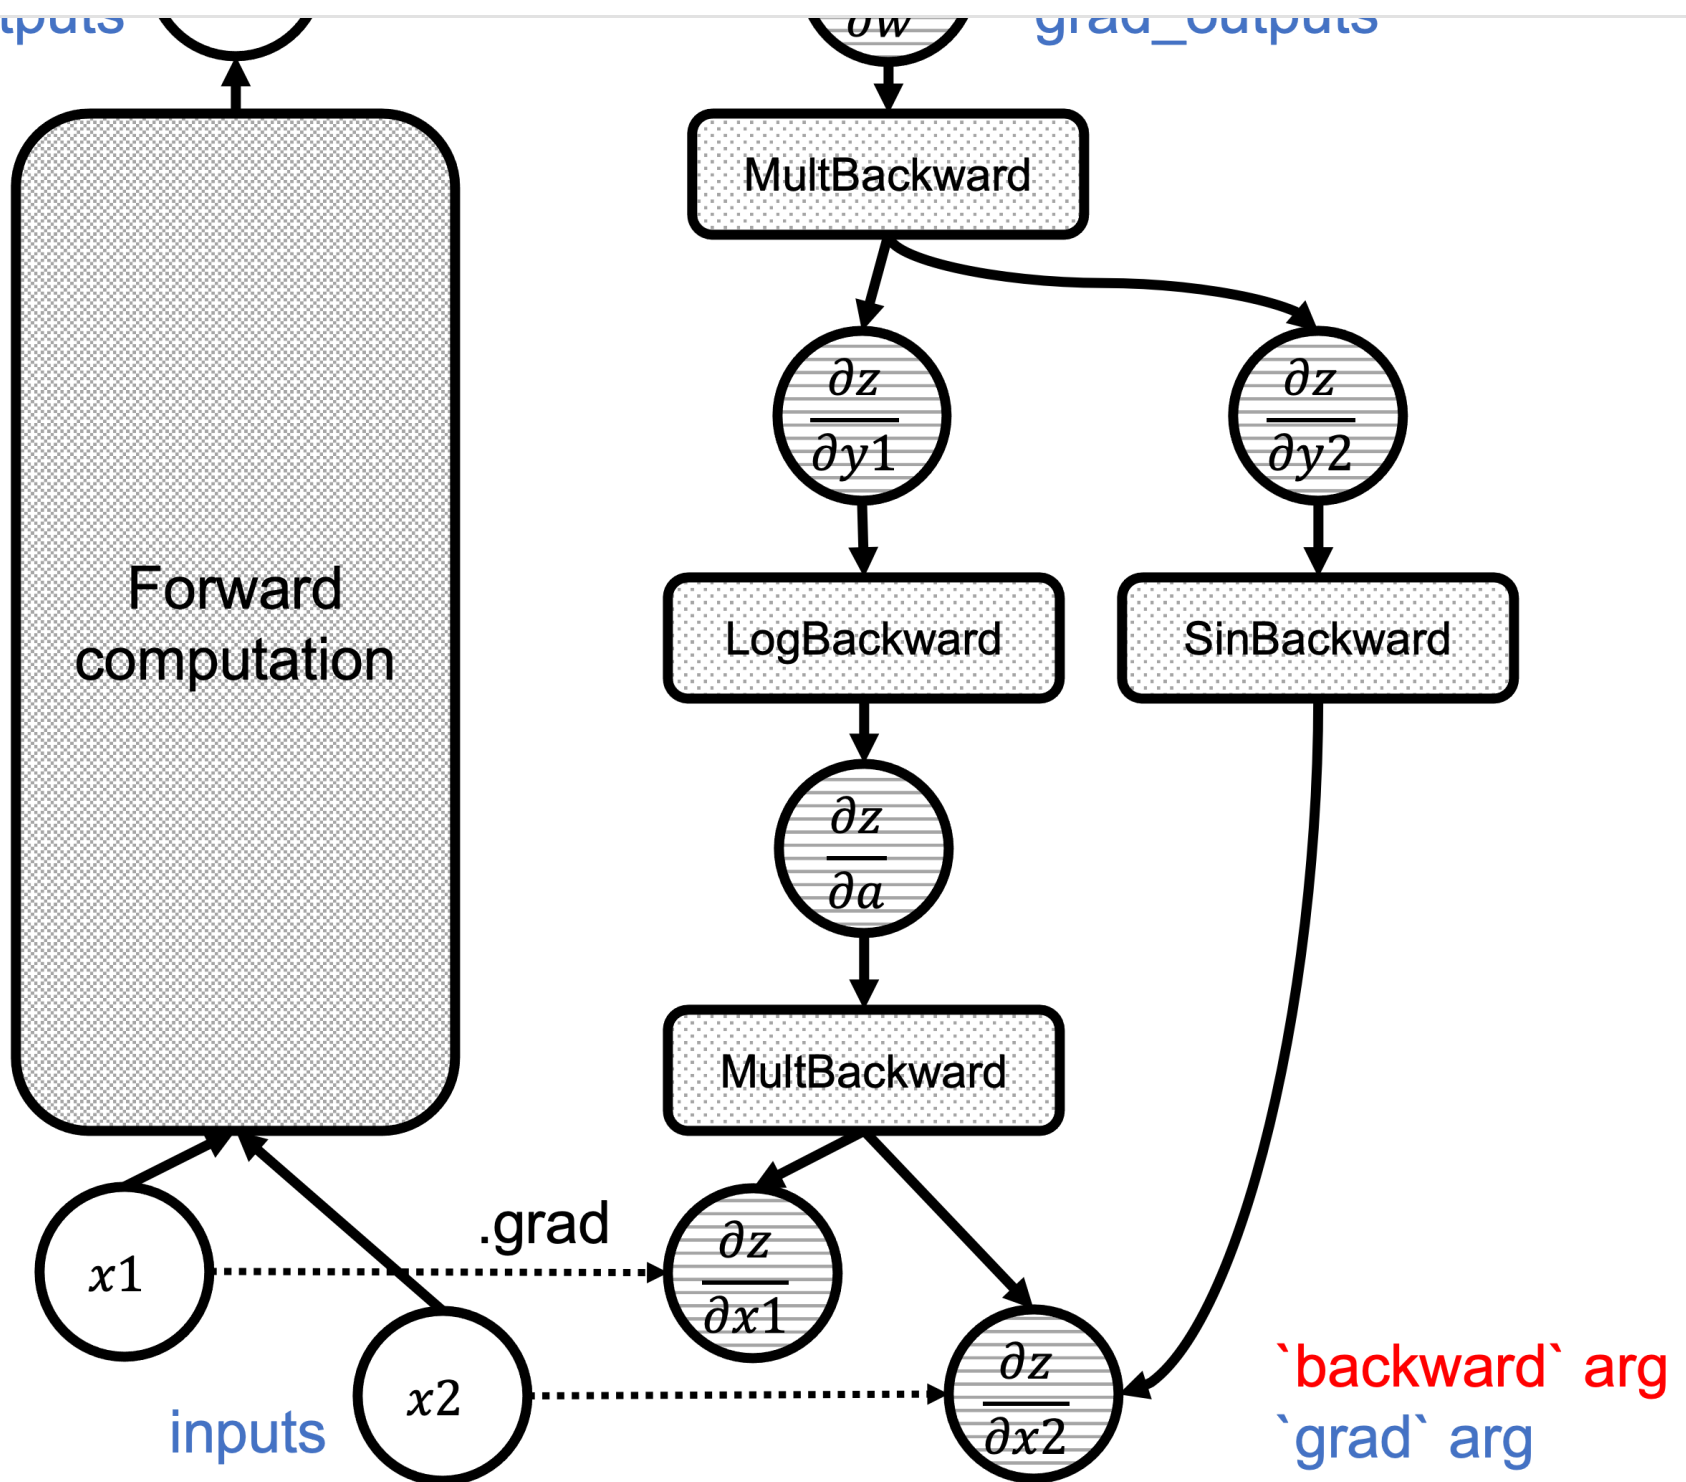 ∂w
MultBackward
∂z
∂y1
∂z
∂y2
Forward
computation
LogBackward
SinBackward
∂z
∂a
MultBackward
.grad
x1
∂z
∂x1
x2
∂z
∂x2
inputs
`backward` arg
`grad` arg